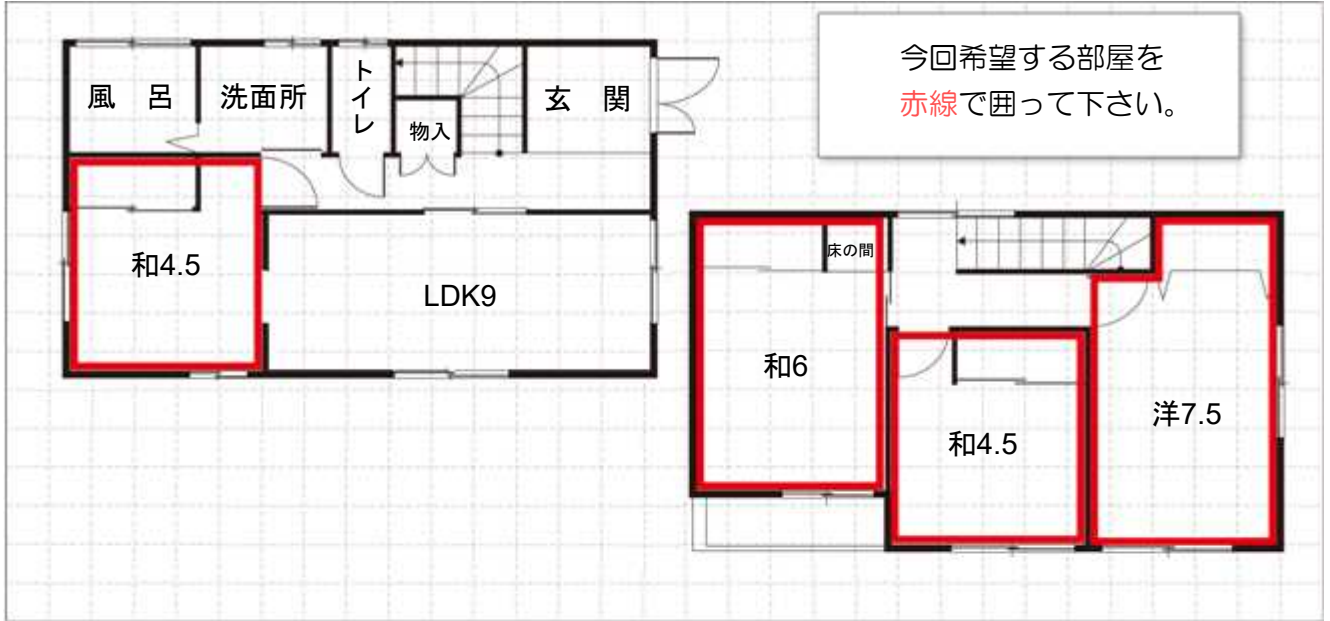 今回希望する部屋を
赤線で囲って下さい。
風 呂
洗面所
トイレ
物入
玄 関
和4.5
LDK9
床の間
和6
和4.5
洋7.5